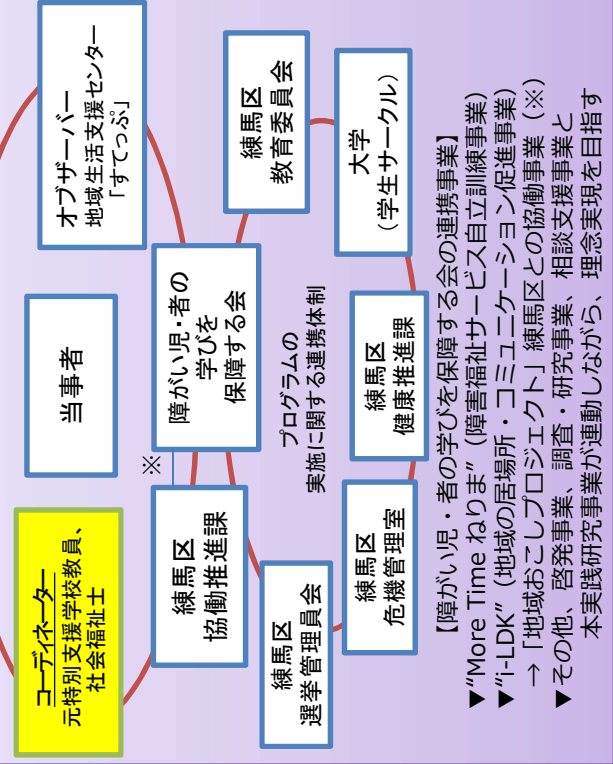 コーディネーター
元特別支援学校教員、
社会福祉士
当事者
オブザーバー
地域生活支援センター
「すてっぷ」
※
練馬区
協働推進課
障がい児・者の
学びを
保障する会
練馬区
教育委員会
プログラムの
実施に関する連携体制
練馬区
選挙管理員会
練馬区
危機管理室
練馬区
健康推進課
大学
（学生サークル）
【障がい児・者の学びを保障する会の連携事業】
▼“More Time ねりま”（障害福祉サービス自立訓練事業）
▼“i-LDK”（地域の居場所・コミュニケーション促進事業）
→「地域おこしプロジェクト」練馬区との協働事業（※）
▼その他、啓発事業、調査・研究事業、相談支援事業と
本実践研究事業が連動しながら、理念実現を目指す